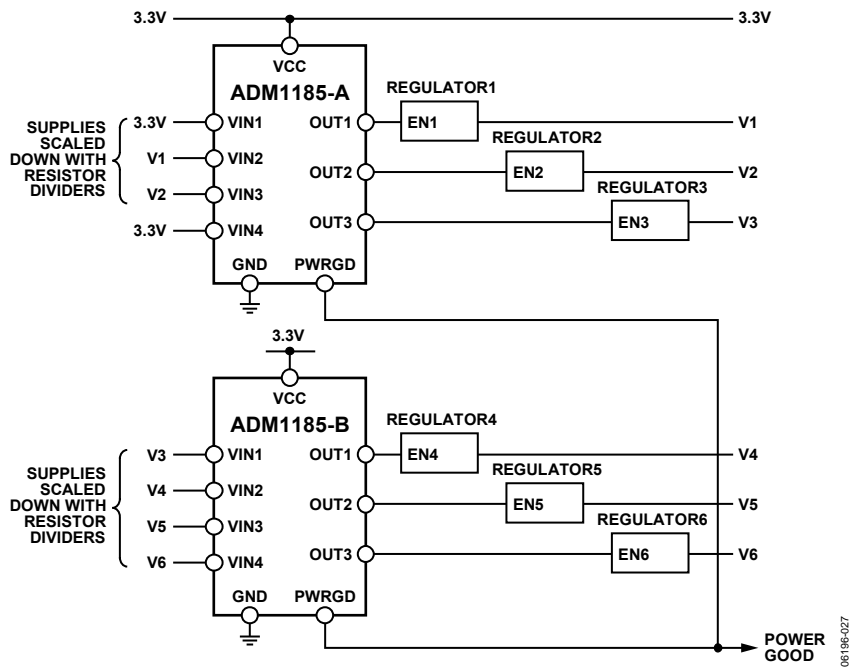 3.3V
3.3V
VCC
ADM1185-A
REGULATOR1
SUPPLIES
SCALED
DOWN WITH
RESISTOR
DIVIDERS
3.3V
VIN1
OUT1
EN1
V1
REGULATOR2
V1
VIN2
OUT2
EN2
V2
REGULATOR3
V2
VIN3
OUT3
EN3
V3
3.3V
VIN4
GND
PWRGD
3.3V
VCC
ADM1185-B
REGULATOR4
SUPPLIES
SCALED
DOWN WITH
RESISTOR
DIVIDERS
V3
VIN1
OUT1
EN4
V4
REGULATOR5
V4
VIN2
OUT2
EN5
V5
REGULATOR6
V5
VIN3
OUT3
EN6
V6
V6
VIN4
GND
PWRGD
POWER
GOOD
06196-027